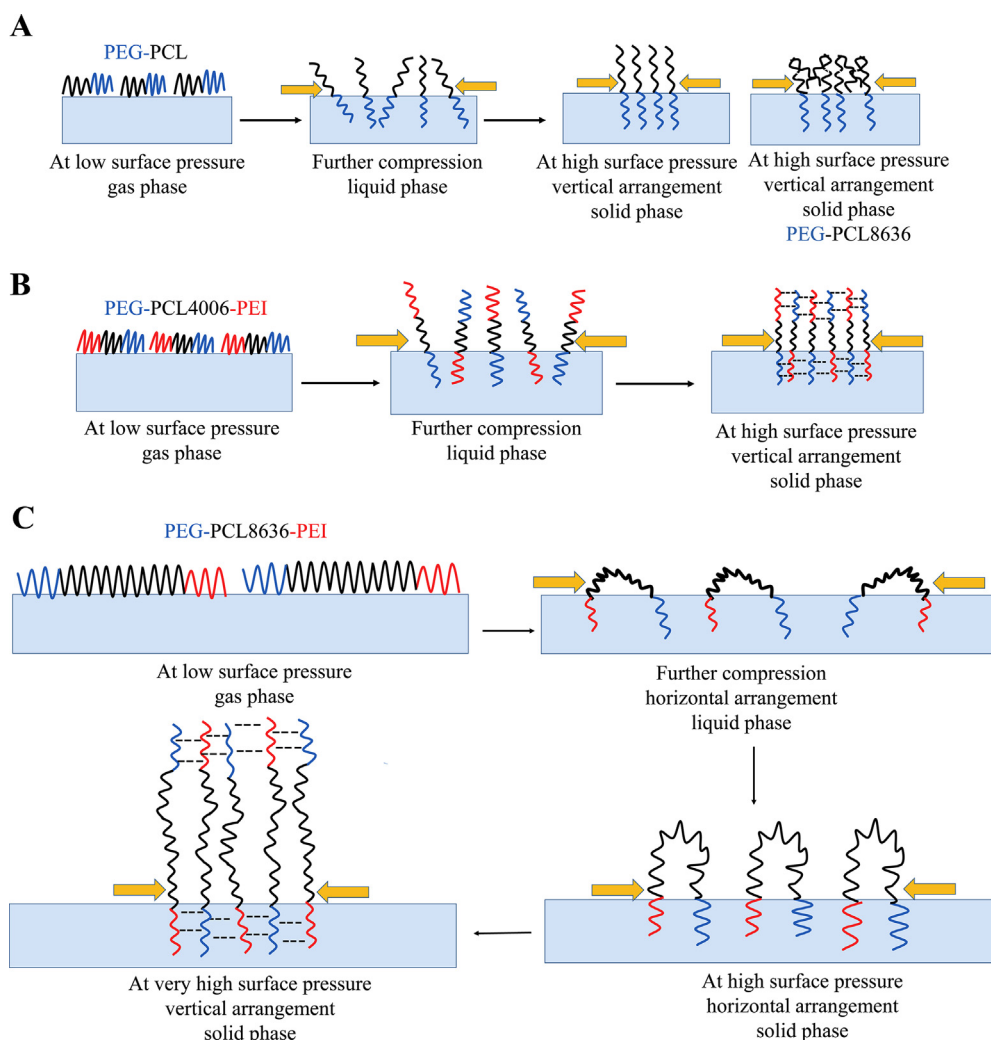 A
PEG-PCL
At low surface pressure
gas phase
Further compression
liquid phase
At high surface pressure
vertical arrangement
solid phase
At high surface pressure
vertical arrangement
solid phase
PEG-PCL8636
B
PEG-PCL4006-PEI
At low surface pressure
gas phase
Further compression
liquid phase
At high surface pressure
vertical arrangement
solid phase
C
PEG-PCL8636-PEI
At low surface pressure
gas phase
Further compression
horizontal arrangement
liquid phase
At very high surface pressure
vertical arrangement
solid phase
At high surface pressure
horizontal arrangement
solid phase